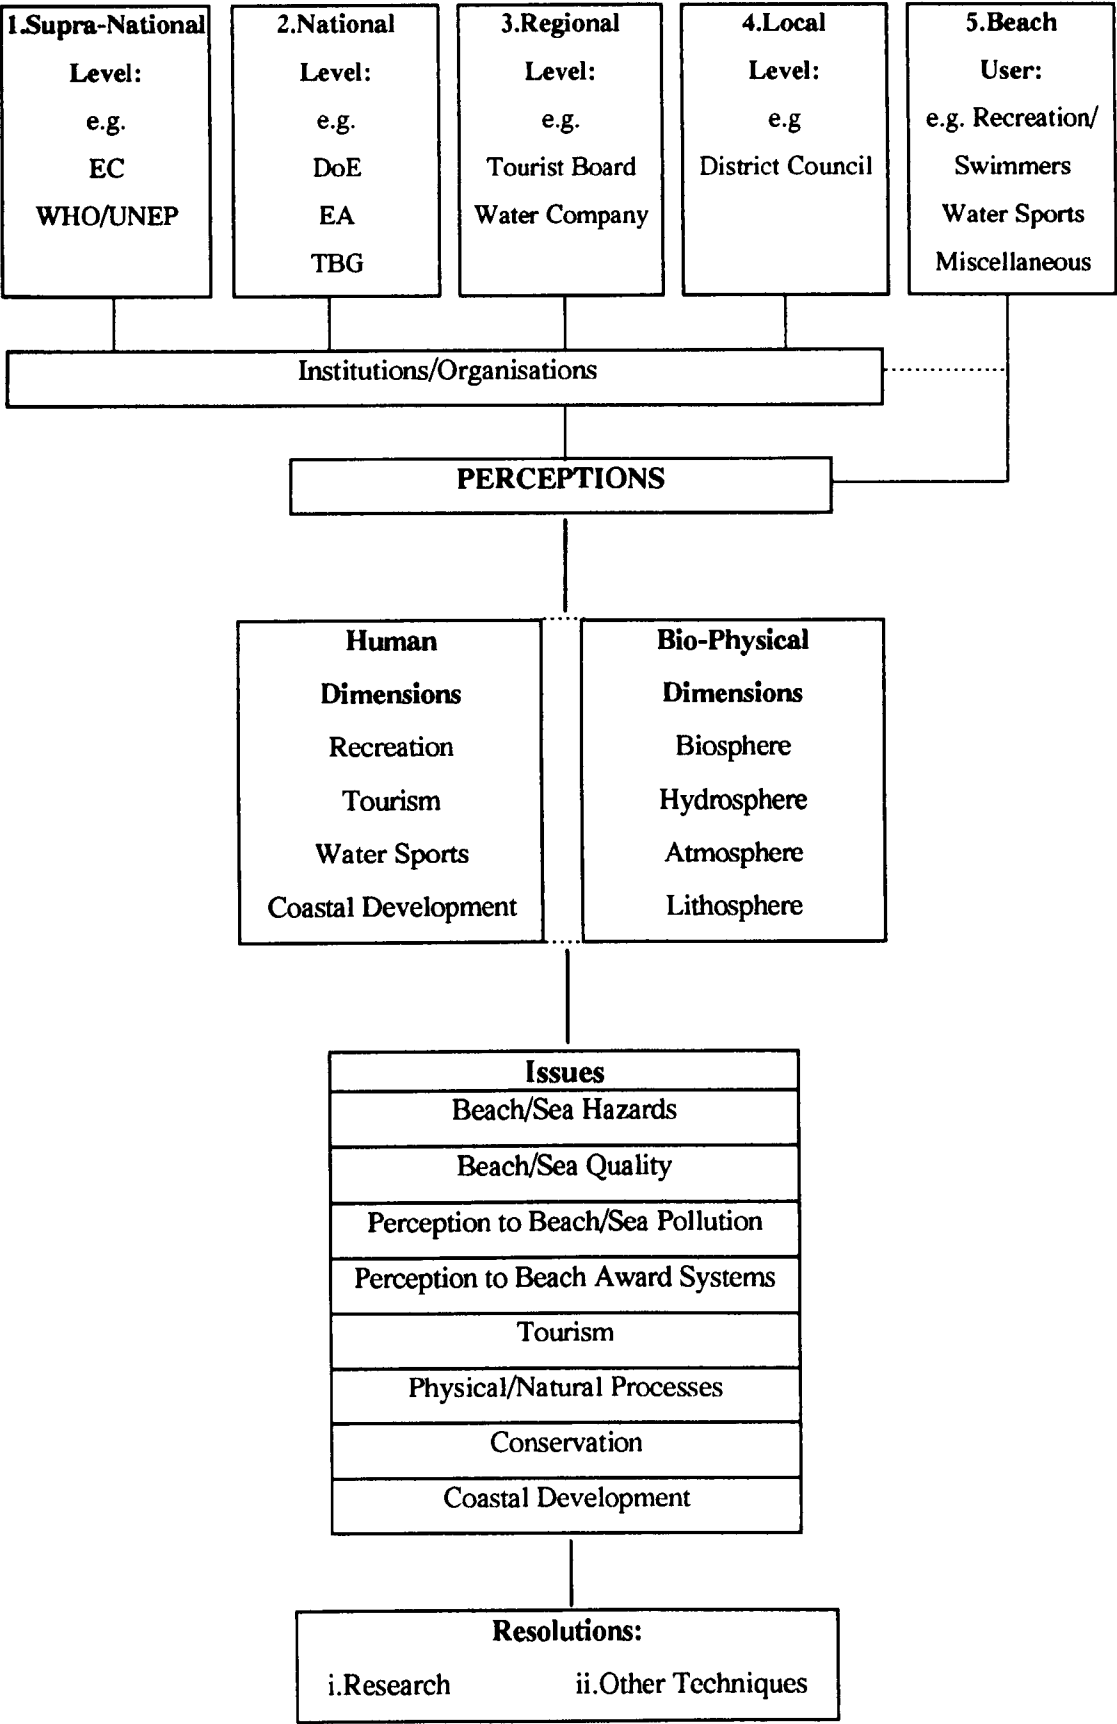 1.Supra-National
Level:
e.g.
EC
WHO/UNEP
2.National
Level:
e.g.
DoE
EA
TBG
3.Regional
Level:
e.g.
Tourist Board
Water Company
4.Local
Level:
e.g
District Council
5.Beach
User:
e.g. Recreation/
Swimmers
Water Sports
Miscellaneous
Institutions/Organisations
PERCEPTIONS
Human
Dimensions
Recreation
Tourism
Water Sports
Coastal Development
Bio-Physical
Dimensions
Biosphere
Hydrosphere
Atmosphere
Lithosphere
Issues
Beach/Sea Hazards
Beach/Sea Quality
Perception to Beach/Sea Pollution
Perception to Beach Award Systems
Tourism
Physical/Natural Processes
Conservation
Coastal Development
Resolutions:
i.Research ii.Other Techniques